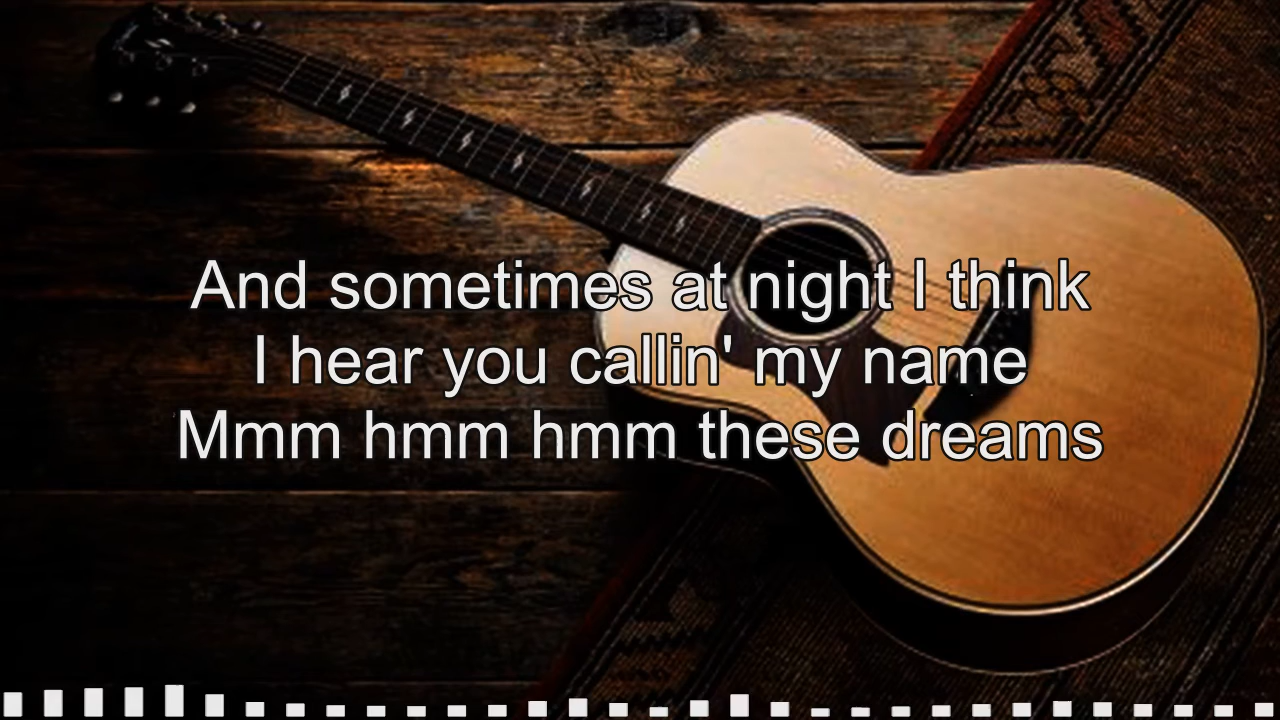 And sometimes at night I think
I hear you callin' my name
Mmm hmm hmm these dreams